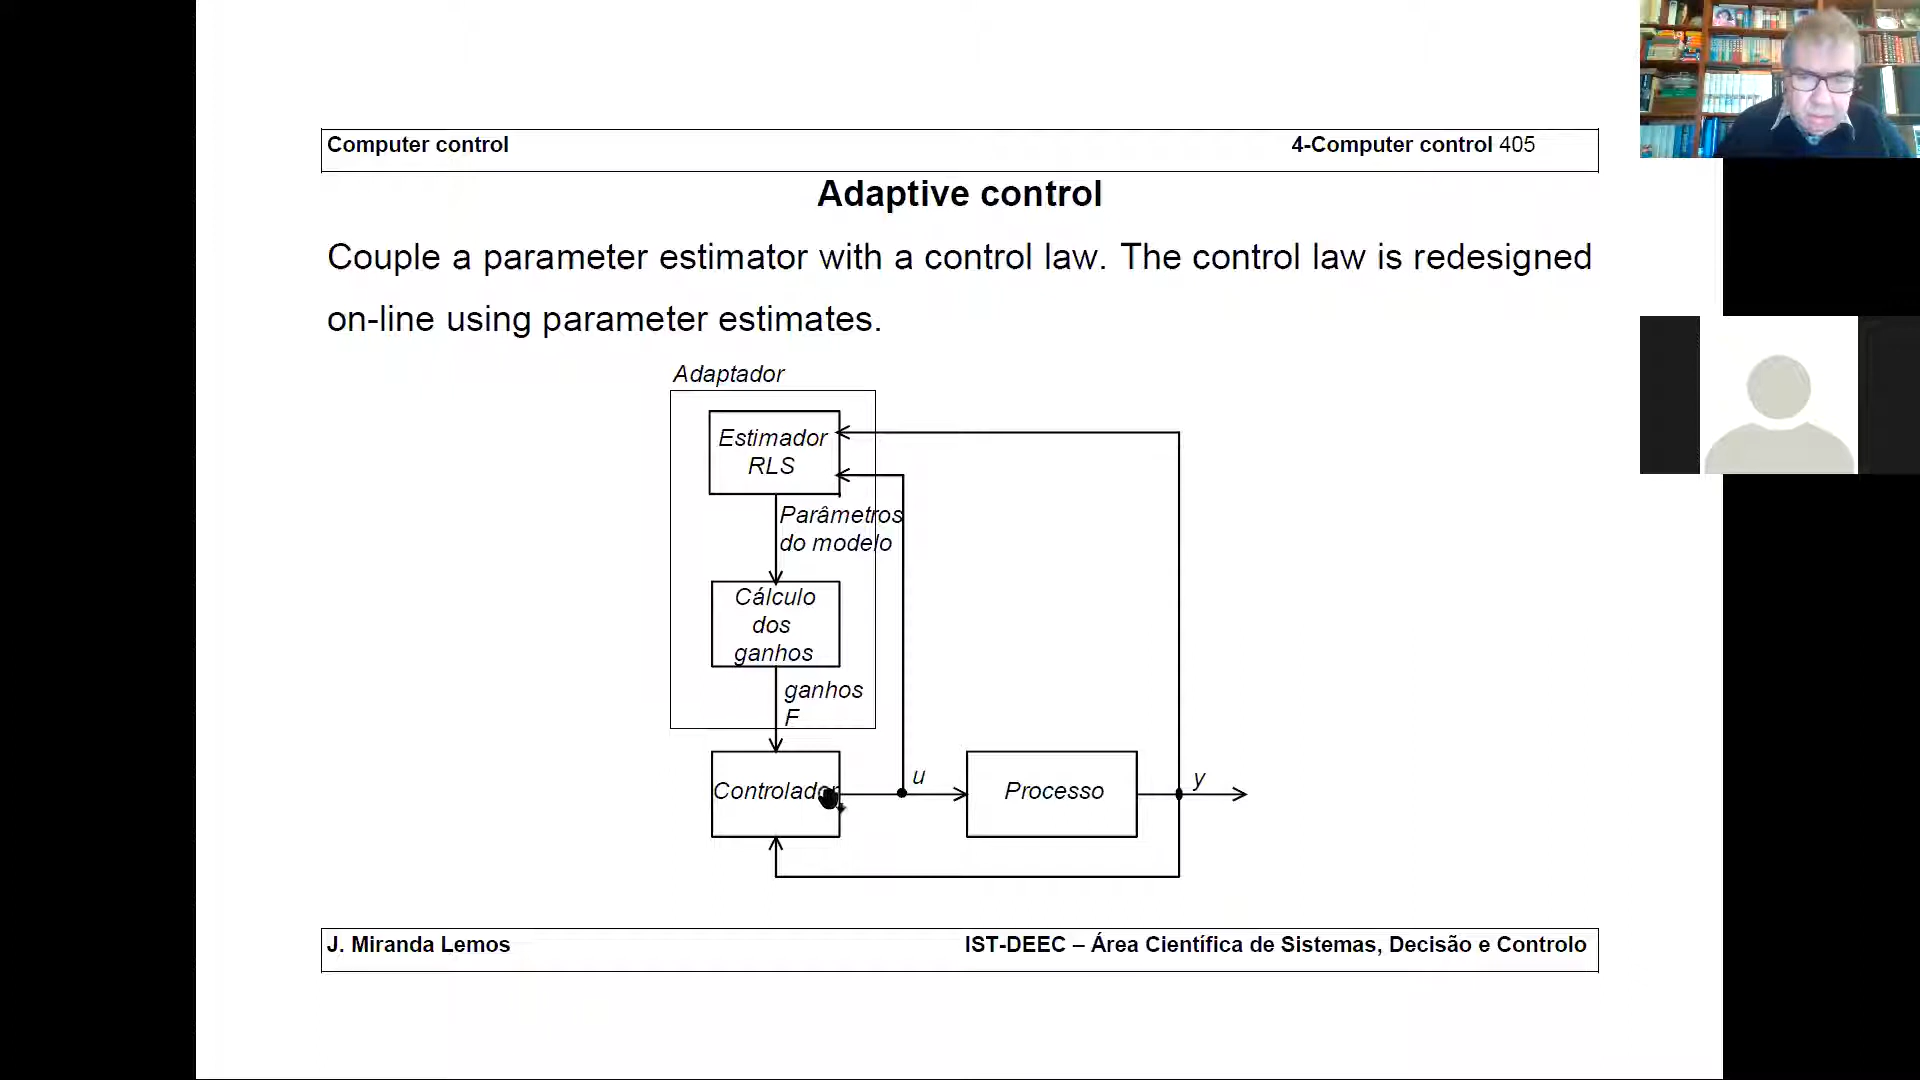 Computer control 4-Computer control 405
Adaptive control
Couple a parameter estimator with a control law. The control law is redesigned
on-line using parameter estimates.
Adaptador
Estimador
RLS
Parâmetros
do modelo
Cálculo
dos
ganhos
ganhos
F
Controlador
u
Processo
y
J. Miranda Lemos IST-DEEC – Área Científica de Sistemas, Decisão e Controlo